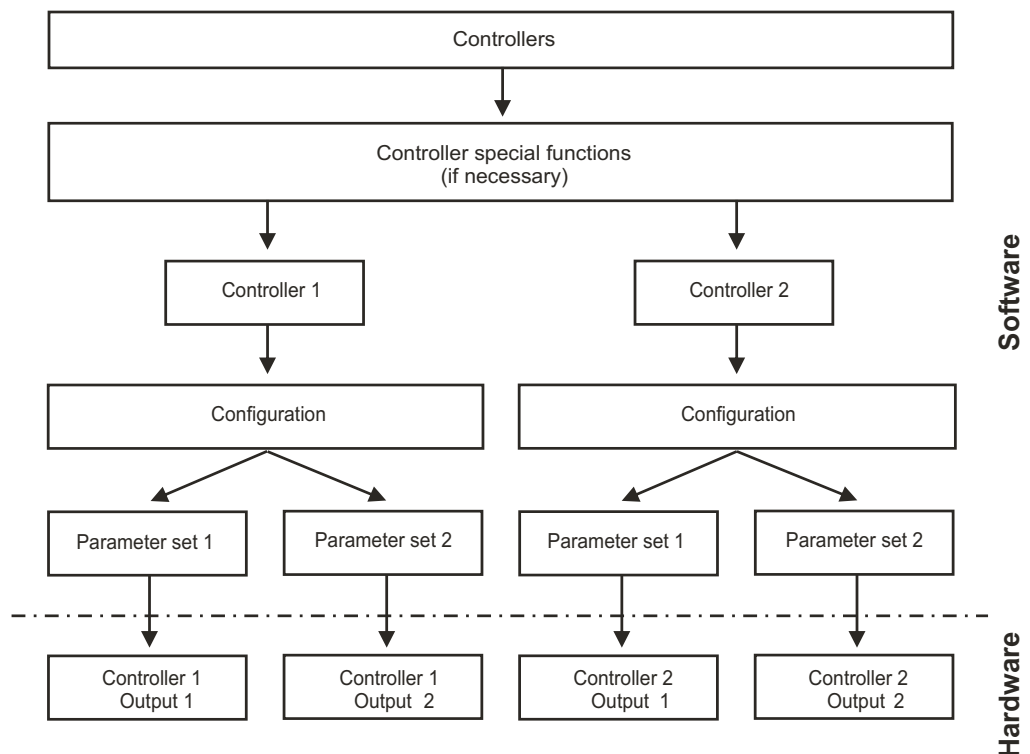 Controllers
Controller special functions
(if necessary)
Controller 1
Controller 2
Configuration
Configuration
Parameter set 1
Parameter set 2
Parameter set 1
Parameter set 2
Controller 1
Output 1
Controller 1
Output 2
Controller 2
Output 1
Controller 2
Output 2
Software
Hardware